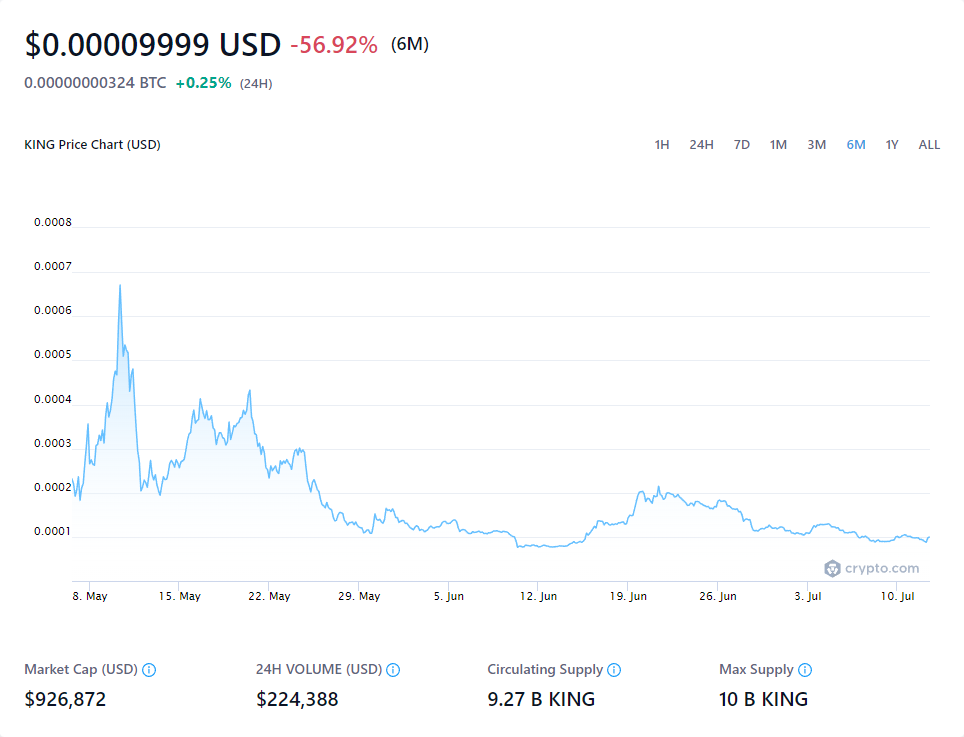 $0.00009999 USD -56.92% (6M)
0.00000000324 BTC +0.25% (24H)
KING Price Chart (USD) 1H 24H 7D 1M 3M 6M 1Y ALL
0.0008
0.0007
0.0006
0.0005
0.0004
0.0003
0.0002
0.0001
crypto.com
8. May 15. May 22. May 29. May 5. Jun 12. Jun 19. Jun 26. Jun 3. Jul 10. Jul
Market Cap (USD) 24H VOLUME (USD) Circulating Supply Max Supply
$926,872 $224,388 9.27 B KING 10 B KING